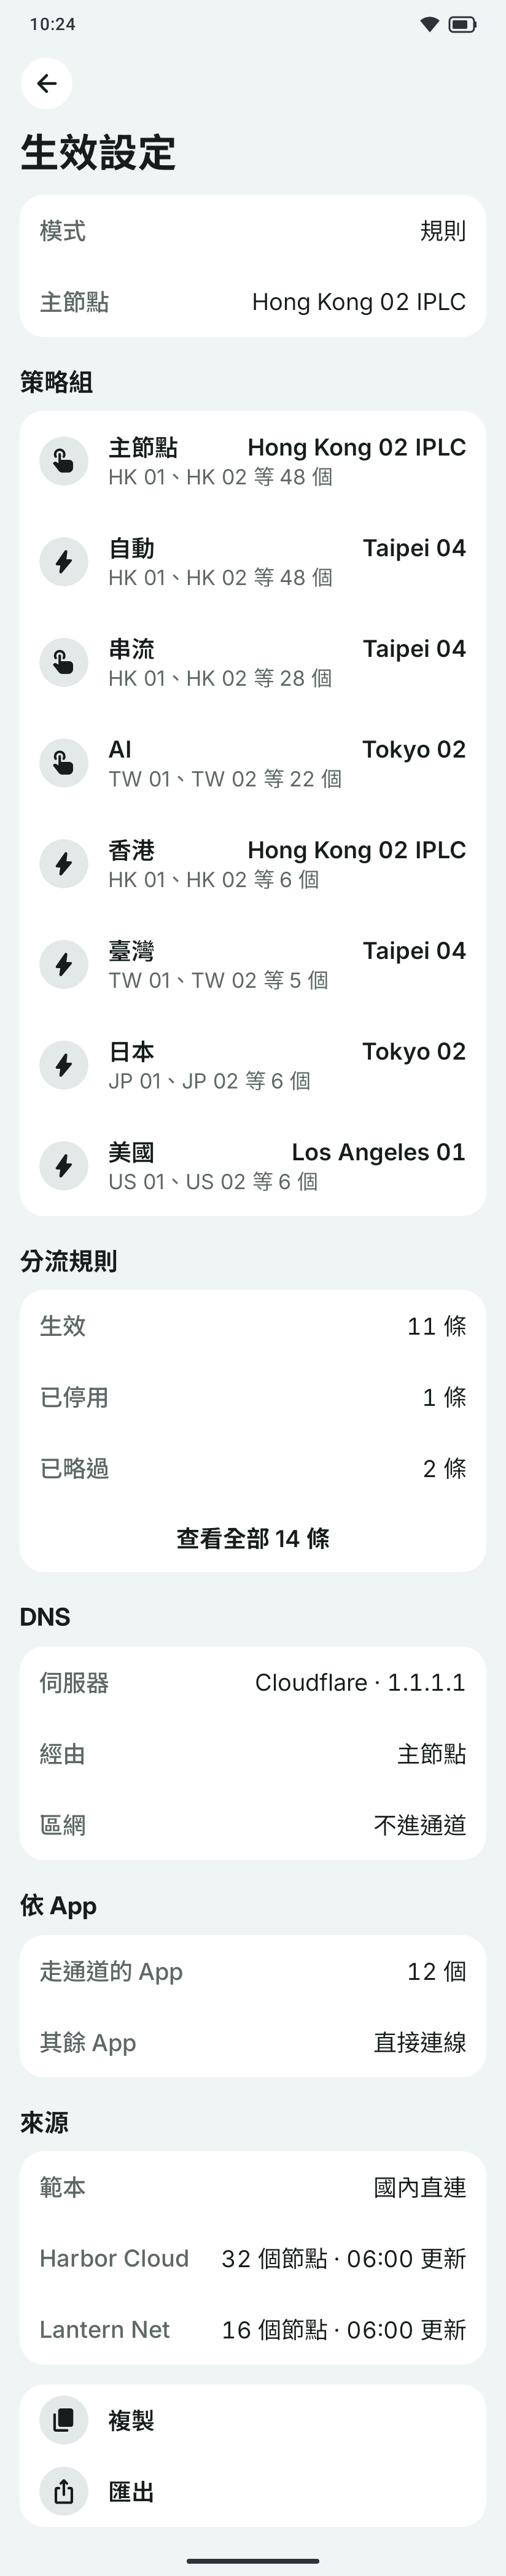 10:24
生效設定
模式 規則
主節點 Hong Kong 02 IPLC
策略組
主節點 Hong Kong 02 IPLC
HK 01、HK 02 等 48 個
自動 Taipei 04
HK 01、HK 02 等 48 個
串流 Taipei 04
HK 01、HK 02 等 28 個
AI Tokyo 02
TW 01、TW 02 等 22 個
香港 Hong Kong 02 IPLC
HK 01、HK 02 等 6 個
臺灣 Taipei 04
TW 01、TW 02 等 5 個
日本 Tokyo 02
JP 01、JP 02 等 6 個
美國 Los Angeles 01
US 01、US 02 等 6 個
分流規則
生效 11 條
已停用 1 條
已略過 2 條
查看全部 14 條
DNS
伺服器 Cloudflare · 1.1.1.1
經由 主節點
區網 不進通道
依 App
走通道的 App 12 個
其餘 App 直接連線
來源
範本 國內直連
Harbor Cloud 32 個節點 · 06:00 更新
Lantern Net 16 個節點 · 06:00 更新
複製
匯出